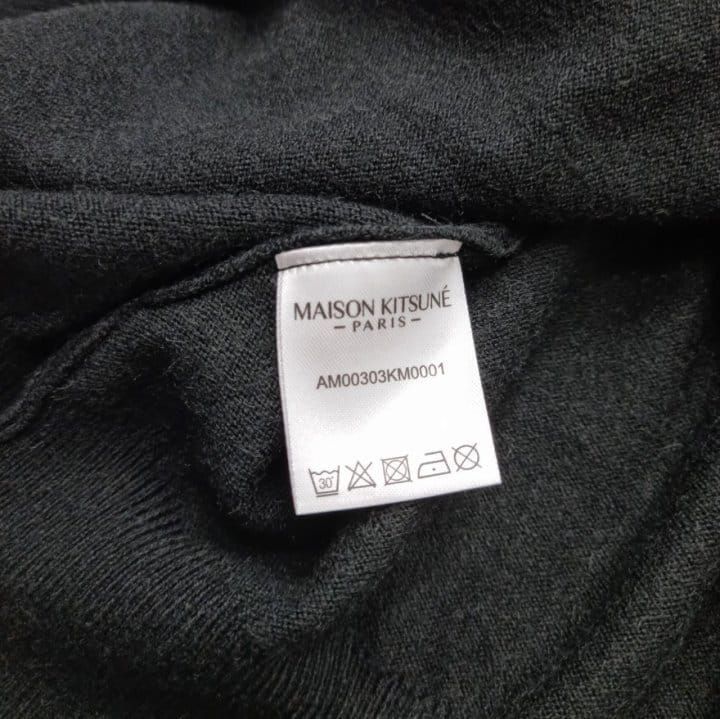 MAISON KITSUNÉ
- PARIS -
AM00303KM0001
30°